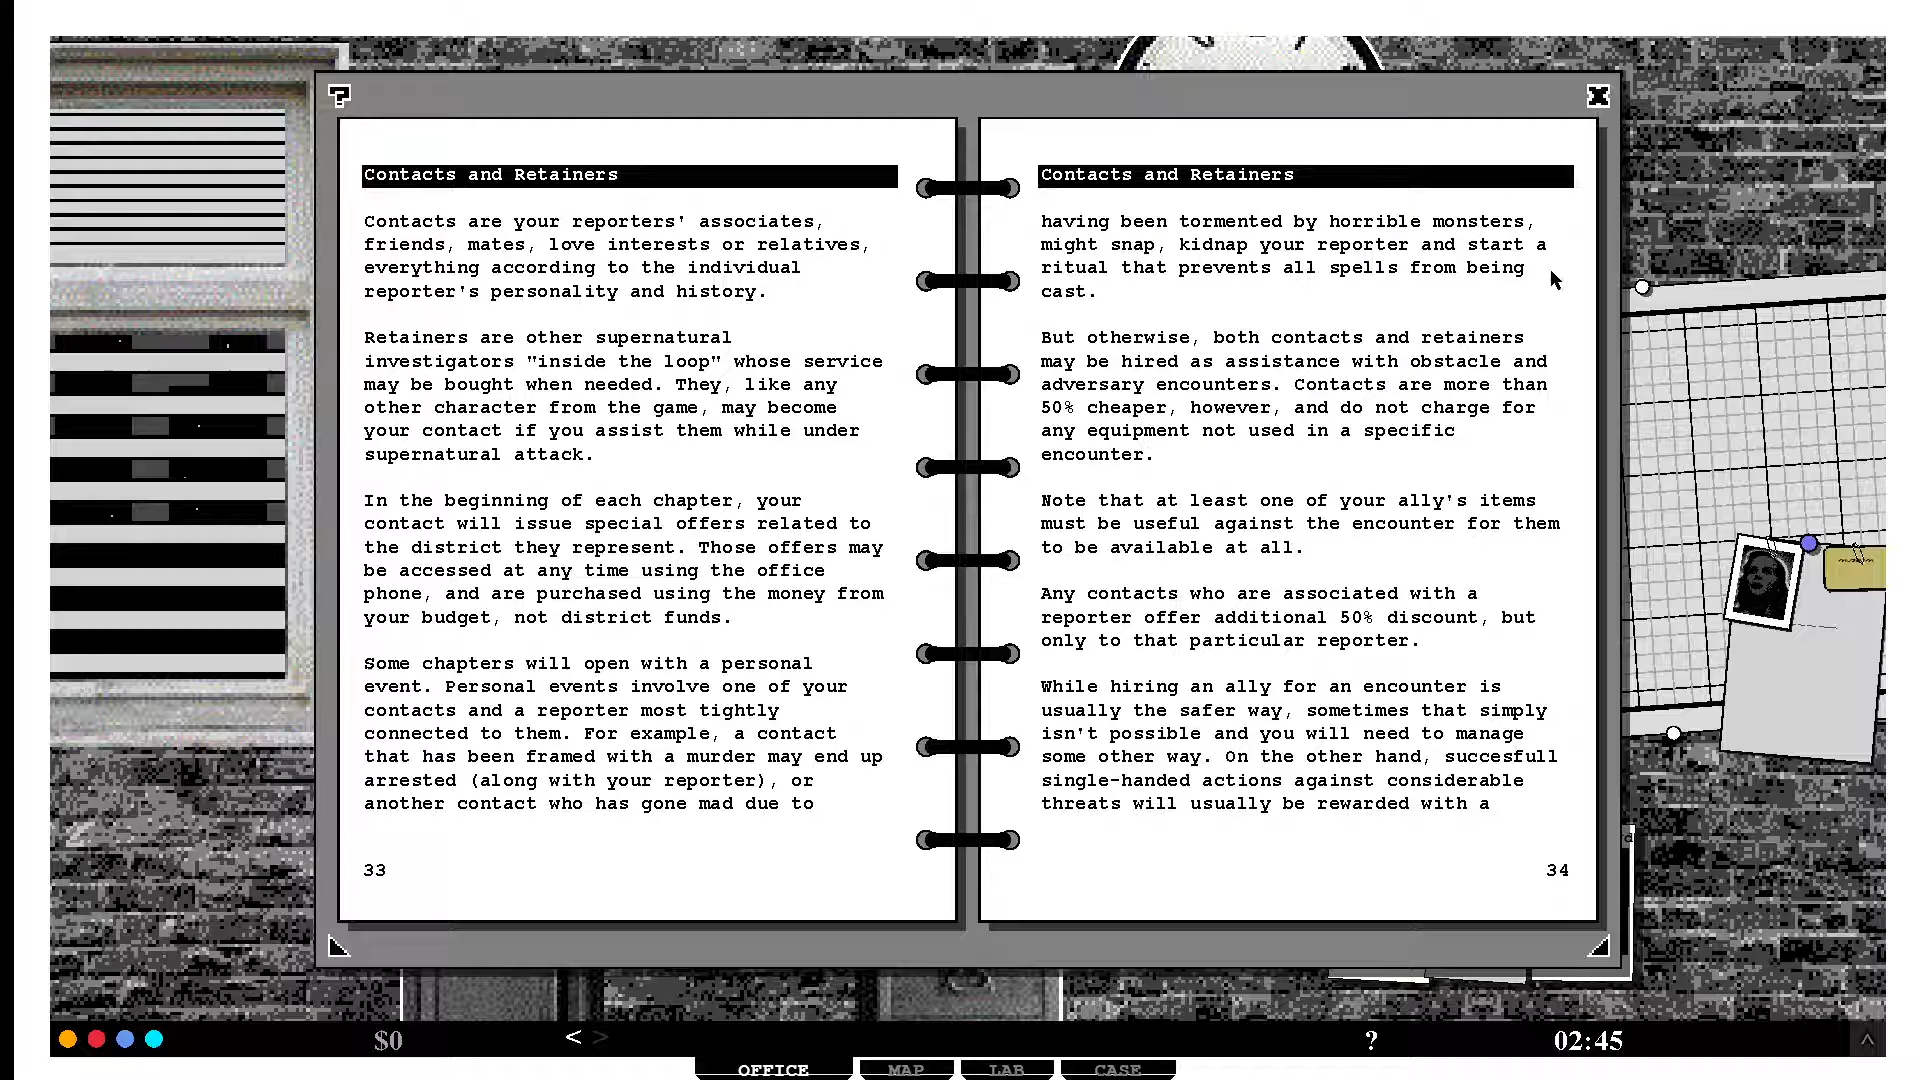 Contacts and Retainers
Contacts are your reporters' associates,
friends, mates, love interests or relatives,
everything according to the individual
reporter's personality and history.
Retainers are other supernatural
investigators "inside the loop" whose service
may be bought when needed. They, like any
other character from the game, may become
your contact if you assist them while under
supernatural attack.
In the beginning of each chapter, your
contact will issue special offers related to
the district they represent. Those offers may
be accessed at any time using the office
phone, and are purchased using the money from
your budget, not district funds.
Some chapters will open with a personal
event. Personal events involve one of your
contacts and a reporter most tightly
connected to them. For example, a contact
that has been framed with a murder may end up
arrested (along with your reporter), or
another contact who has gone mad due to
33
Contacts and Retainers
having been tormented by horrible monsters,
might snap, kidnap your reporter and start a
ritual that prevents all spells from being
cast.
But otherwise, both contacts and retainers
may be hired as assistance with obstacle and
adversary encounters. Contacts are more than
50% cheaper, however, and do not charge for
any equipment not used in a specific
encounter.
Note that at least one of your ally's items
must be useful against the encounter for them
to be available at all.
Any contacts who are associated with a
reporter offer additional 50% discount, but
only to that particular reporter.
While hiring an ally for an encounter is
usually the safer way, sometimes that simply
isn't possible and you will need to manage
some other way. On the other hand, succesfull
single-handed actions against considerable
threats will usually be rewarded with a
34
$0
< >
?
02:45
OFFICE
MAP
LAB
CASE